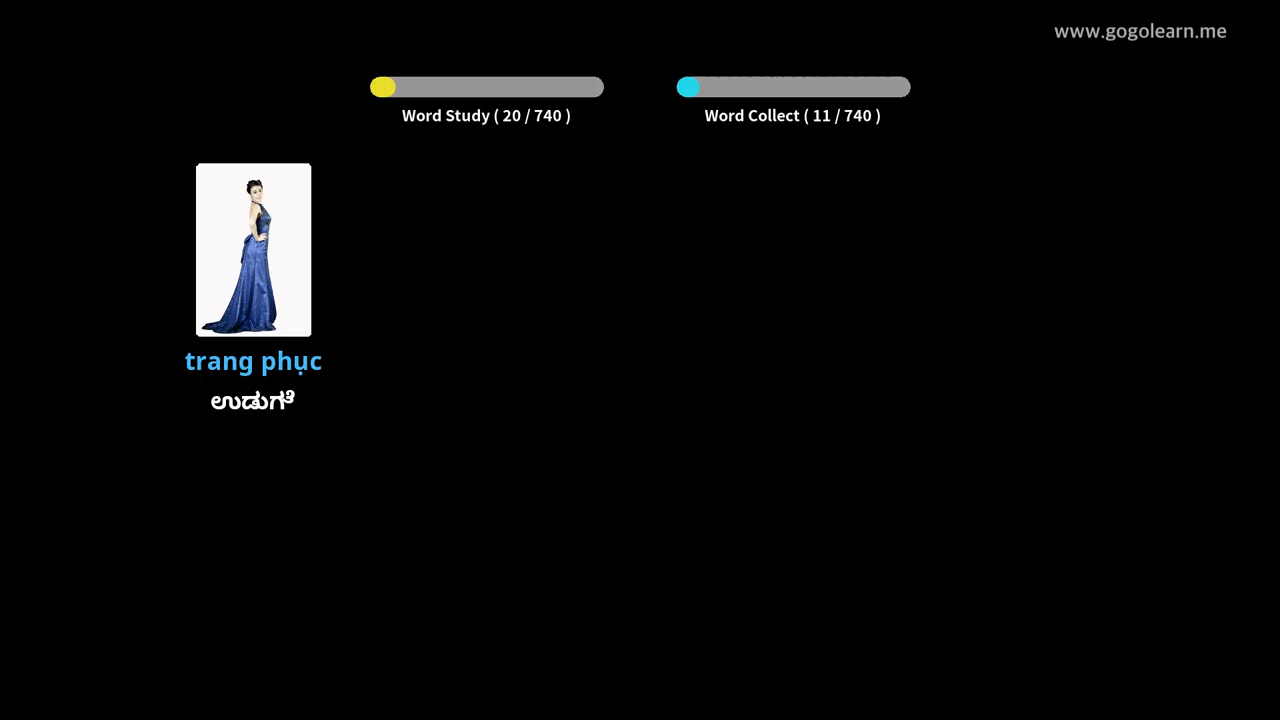 www.gogolearn.me
Word Study ( 20 / 740 )
Word Collect ( 11 / 740 )
trang phục
ಉಡುಗೆ